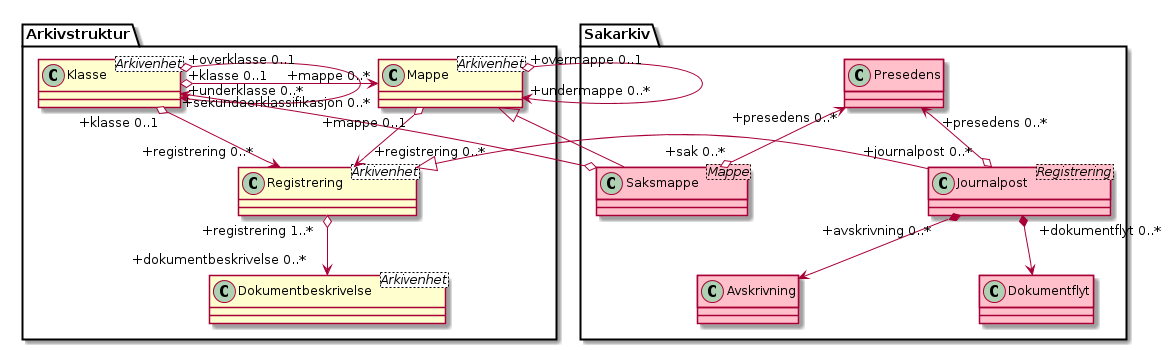 Arkivstruktur
Sakarkiv
C Klasse
Arkivenhet
+overklasse 0..1
+klasse 0..1
+underklasse 0..*
+sekundaerklassifikasjon 0..*
+mappe 0..*
C Mappe
Arkivenhet
+overmappe 0..1
+undermappe 0..*
C Presedens
+klasse 0..1
+mappe 0..1
+presedens 0..*
+presedens 0..*
+registrering 0..*
+registrering 0..*
+sak 0..*
+journalpost 0..*
C Registrering
Arkivenhet
C Saksmappe
Mappe
C Journalpost
Registrering
+registrering 1..*
+avskrivning 0..*
+dokumentflyt 0..*
+dokumentbeskrivelse 0..*
C Dokumentbeskrivelse
Arkivenhet
C Avskrivning
C Dokumentflyt